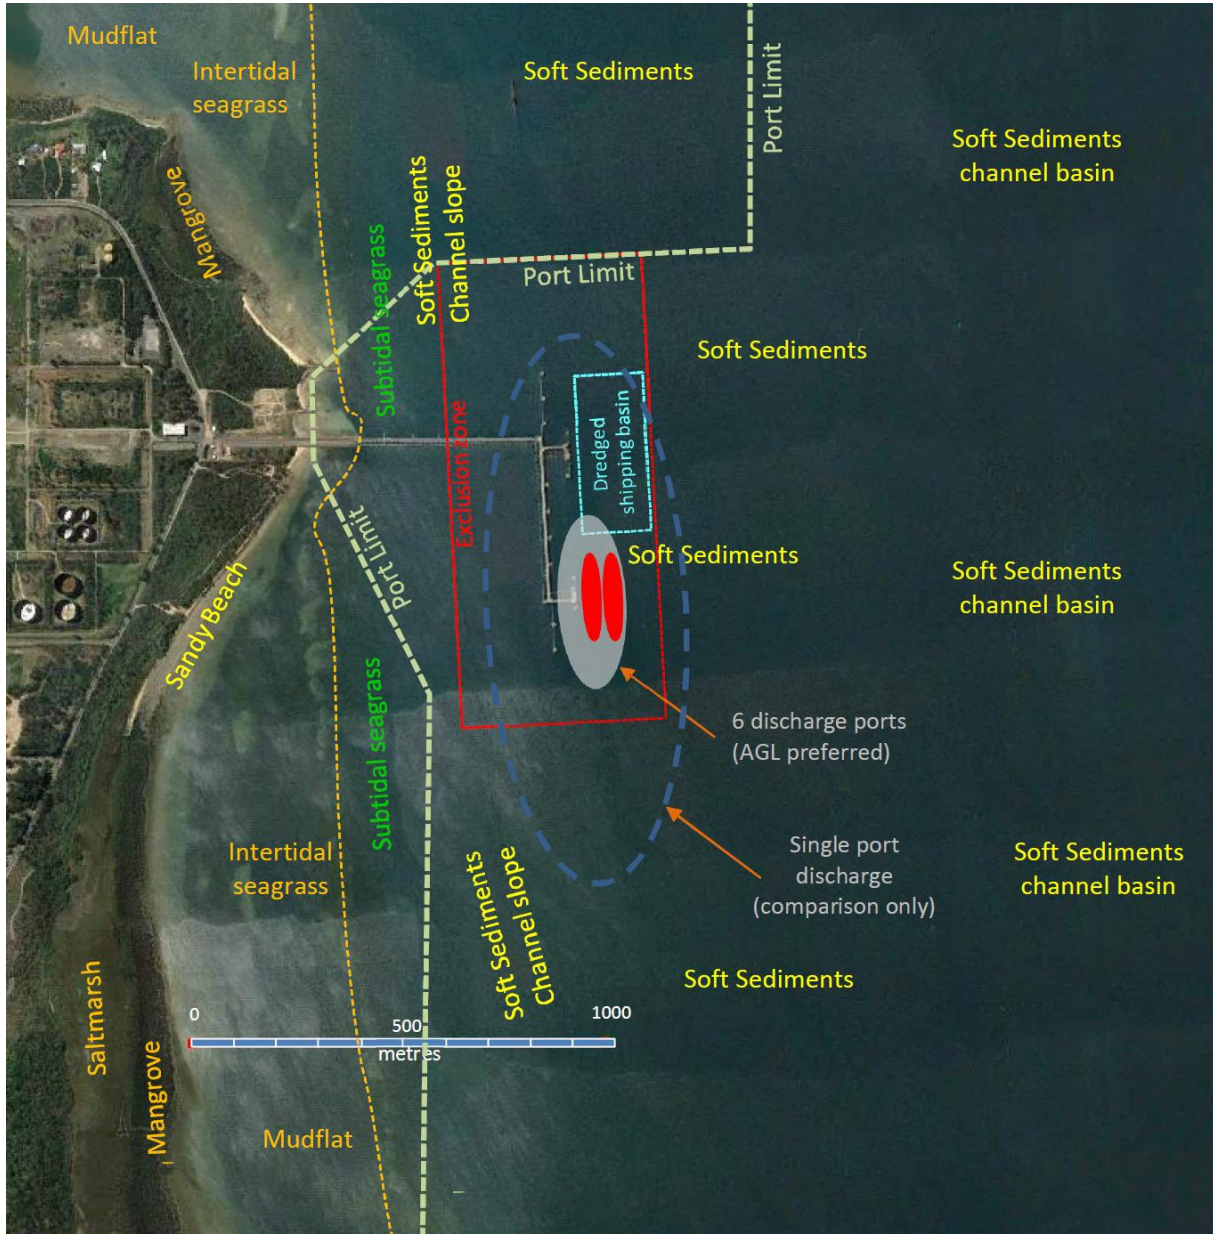 Mudflat
Intertidal
seagrass
Soft Sediments
Port Limit
Soft Sediments
channel basin
Mangrove
Subtidal seagrass
Soft Sediments
Channel slope
Port Limit
Soft Sediments
Exclusion zone
Dredged
shipping basin
Port Limit
Sandy Beach
Soft Sediments
Soft Sediments
channel basin
Subtidal seagrass
6 discharge ports
(AGL preferred)
Intertidal
seagrass
Soft Sediments
Channel slope
Single port
discharge
(comparison only)
Soft Sediments
channel basin
Soft Sediments
0
500
1000
metres
Saltmarsh
Mangrove
Mudflat